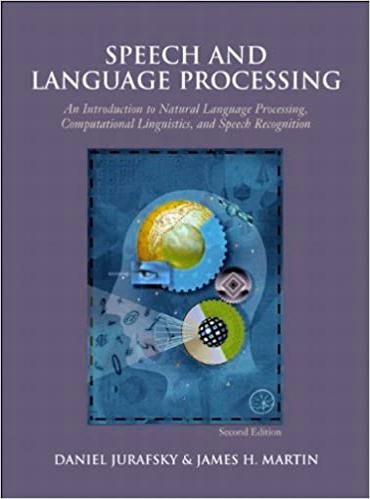 SPEECH AND
LANGUAGE PROCESSING
An Introduction to Natural Language Processing,
Computational Linguistics, and Speech Recognition
Second Edition
DANIEL JURAFSKY & JAMES H. MARTIN